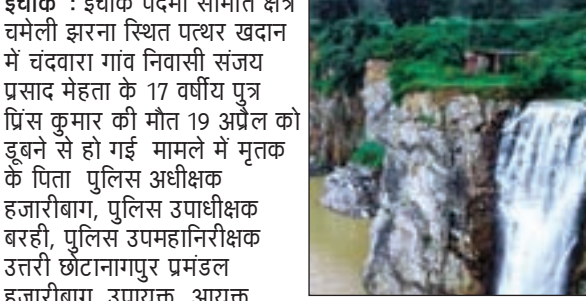 इचाक : इचाक पदमा सीमांत क्षेत्र
चमेली झरना स्थित पत्थर खदान
में चंदवारा गांव निवासी संजय
प्रसाद मेहता के 17 वर्षीय पुत्र
प्रिंस कुमार की मौत 19 अप्रैल को
डूबने से हो गई मामले में मृतक
के पिता पुलिस अधीक्षक
हजारीबाग, पुलिस उपाधीक्षक
बरही, पुलिस उपमहानिरीक्षक
उत्तरी छोटानागपुर प्रमंडल
हजारीबाग, उपायुक्त, आयुक्त